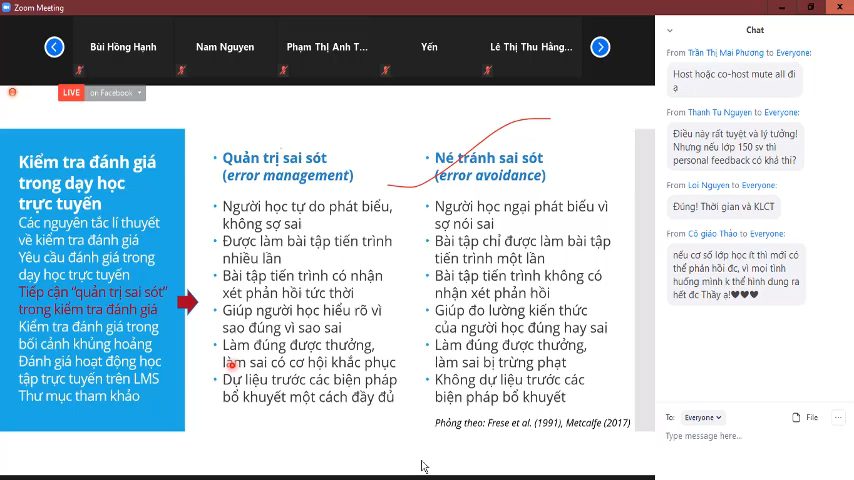 Zoom Meeting
Bùi Hồng Hạnh
Nam Nguyen
Phạm Thị Anh T...
Yến
Lê Thị Thu Hằng...
LIVE on Facebook
Kiểm tra đánh giá
trong dạy học
trực tuyến
Các nguyên tắc lí thuyết
về kiểm tra đánh giá
Yêu cầu đánh giá trong
dạy học trực tuyến
Tiếp cận “quản trị sai sót”
trong kiểm tra đánh giá
Kiểm tra đánh giá trong
bối cảnh khủng hoảng
Đánh giá hoạt động học
tập trực tuyến trên LMS
Thư mục tham khảo
• Quản trị sai sót
(error management)
• Người học tự do phát biểu,
không sợ sai
• Được làm bài tập tiến trình
nhiều lần
• Bài tập tiến trình có nhận
xét phản hồi tức thời
• Giúp người học hiểu rõ vì
sao đúng vì sao sai
• Làm đúng được thưởng,
làm sai có cơ hội khắc phục
• Dự liệu trước các biện pháp
bổ khuyết một cách đầy đủ
• Né tránh sai sót
(error avoidance)
• Người học ngại phát biểu vì
sợ nói sai
• Bài tập chỉ được làm bài tập
tiến trình một lần
• Bài tập tiến trình không có
nhận xét phản hồi
• Giúp đo lường kiến thức
của người học đúng hay sai
• Làm đúng được thưởng,
làm sai bị trừng phạt
• Không dự liệu trước các
biện pháp bổ khuyết
Phỏng theo: Frese et al. (1991), Metcalfe (2017)
Chat
From Trần Thị Mai Phương to Everyone:
Host hoặc co-host mute all đi
ạ
From Thanh Tu Nguyen to Everyone:
Điều này rất tuyệt và lý tưởng!
Nhưng nếu lớp 150 sv thì
personal feedback có khả thi?
From Loi Nguyen to Everyone:
Đúng! Thời gian và KLCT
From Cô giáo Thảo to Everyone:
nếu cơ số lớp học ít thì mới có
thể phản hồi đc, vì mọi tình
huống mình k thể hình dung ra
hết đc Thầy ạ!🖤🖤🖤
To: Everyone
File
...
Type message here...